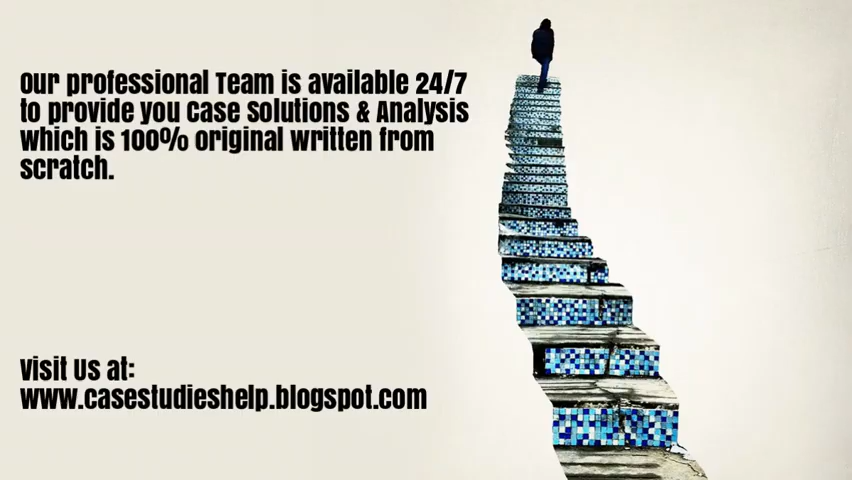 Our professional Team is available 24/7
to provide you Case Solutions & Analysis
which is 100% original written from
scratch.
Visit Us at:
www.casestudieshelp.blogspot.com